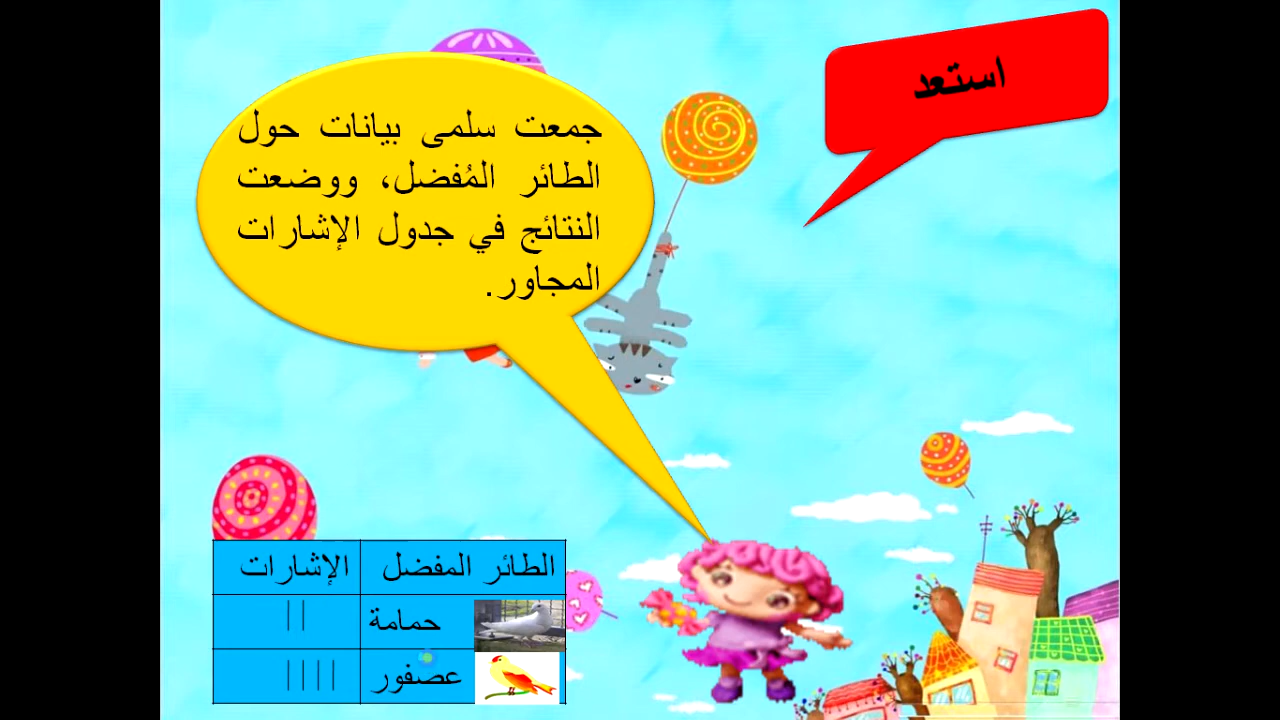 استعد
جمعت سلمى بيانات حول
الطائر المُفضل، ووضعت
النتائج في جدول الإشارات
المجاور.
الطائر المفضل الإشارات
حمامة ||
عصفور ||||